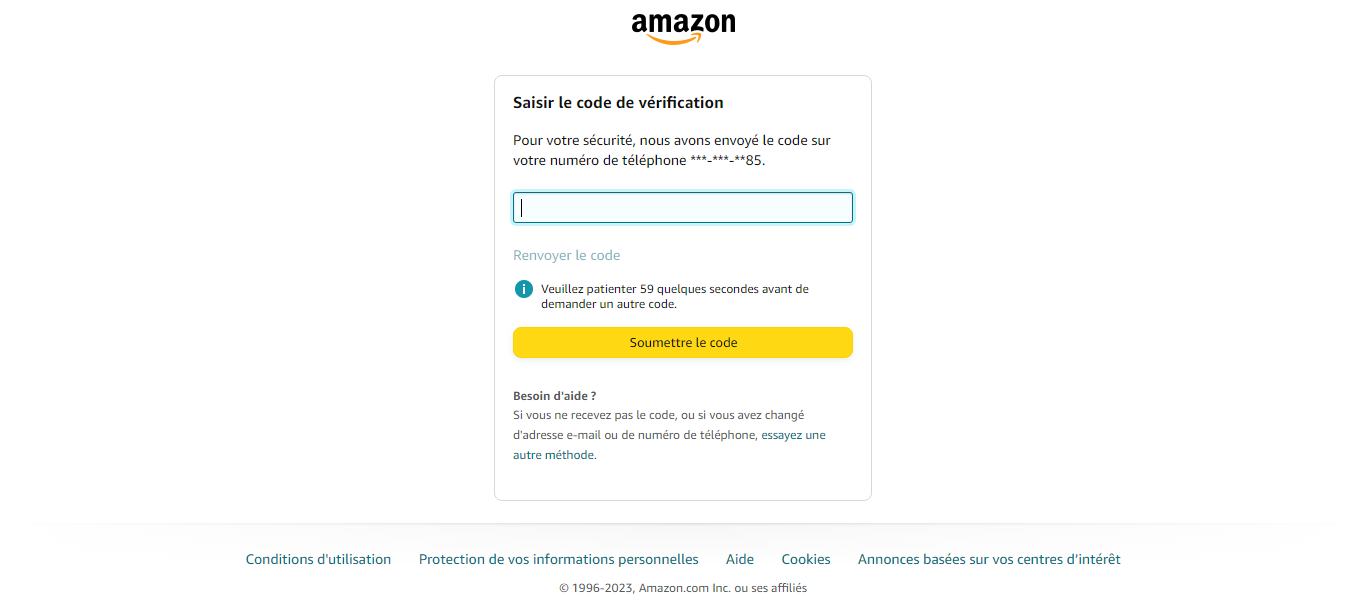 amazon
Saisir le code de vérification
Pour votre sécurité, nous avons envoyé le code sur
votre numéro de téléphone ***-***-**85.
Renvoyer le code
i
Veuillez patienter 59 quelques secondes avant de
demander un autre code.
Soumettre le code
Besoin d'aide ?
Si vous ne recevez pas le code, ou si vous avez changé
d'adresse e-mail ou de numéro de téléphone, essayez une
autre méthode.
Conditions d'utilisation Protection de vos informations personnelles Aide Cookies Annonces basées sur vos centres d’intérêt
© 1996-2023, Amazon.com Inc. ou ses affiliés